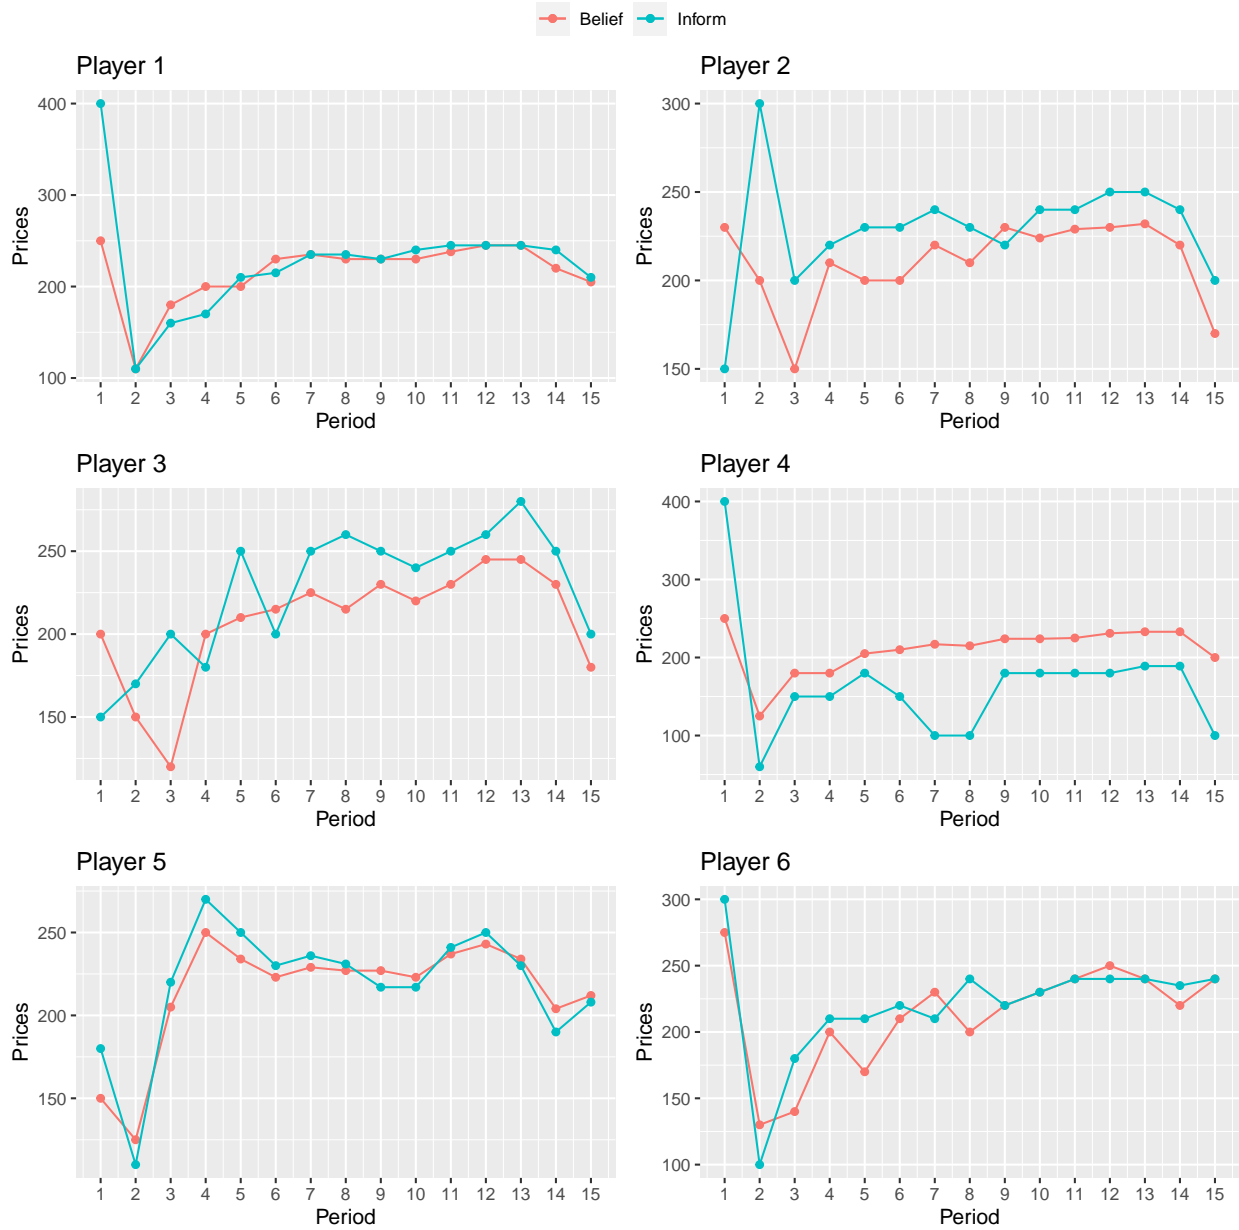 Belief Inform
Player 1
Prices
400
300
200
100
1 2 3 4 5 6 7 8 9 10 11 12 13 14 15
Period
Player 2
Prices
300
250
200
150
1 2 3 4 5 6 7 8 9 10 11 12 13 14 15
Period
Player 3
Prices
250
200
150
1 2 3 4 5 6 7 8 9 10 11 12 13 14 15
Period
Player 4
Prices
400
300
200
100
1 2 3 4 5 6 7 8 9 10 11 12 13 14 15
Period
Player 5
Prices
250
200
150
1 2 3 4 5 6 7 8 9 10 11 12 13 14 15
Period
Player 6
Prices
300
250
200
150
100
1 2 3 4 5 6 7 8 9 10 11 12 13 14 15
Period